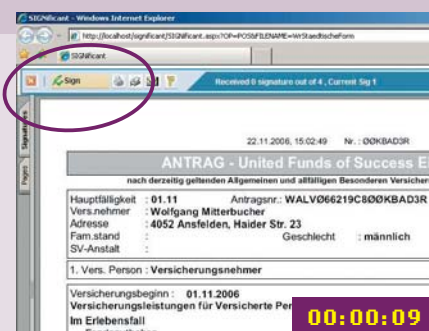 SIGNificant - Windows Internet Explorer
http://localhost/significant/SIGNificant.aspx?OP=POS&FILENAME=WrStaedtischeForm
SIGNificant
Sign
Received 0 signature out of 4, Current Sig 1
Signatures
Pages
22.11.2006, 15:02:49 Nr.: ØØKBAD3R
ANTRAG - United Funds of Success E
nach derzeitig geltenden Allgemeinen und allfälligen Besonderen Versicher
Hauptfälligkeit : 01.11 Antragsnr.: WALVØ66219C8ØØKBAD3R
Vers.nehmer : Wolfgang Mitterbucher
Adresse : 4052 Ansfelden, Haider Str. 23
Fam.stand : Geschlecht : männlich
SV-Anstalt :
1. Vers. Person : Versicherungsnehmer
Versicherungsbeginn : 01.11.2006
Versicherungsleistungen für Versicherte Per
Im Erlebensfall
00:00:09